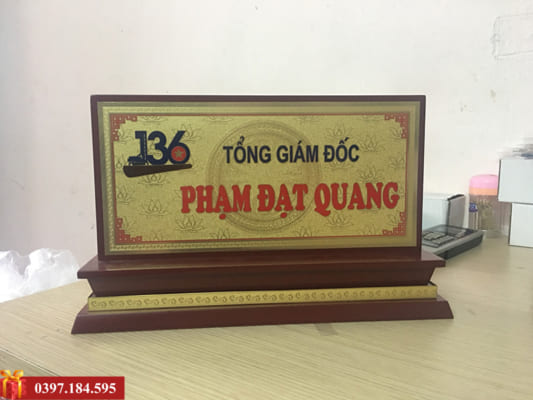 136
TỔNG GIÁM ĐỐC
PHẠM ĐẠT QUANG
0397.184.595